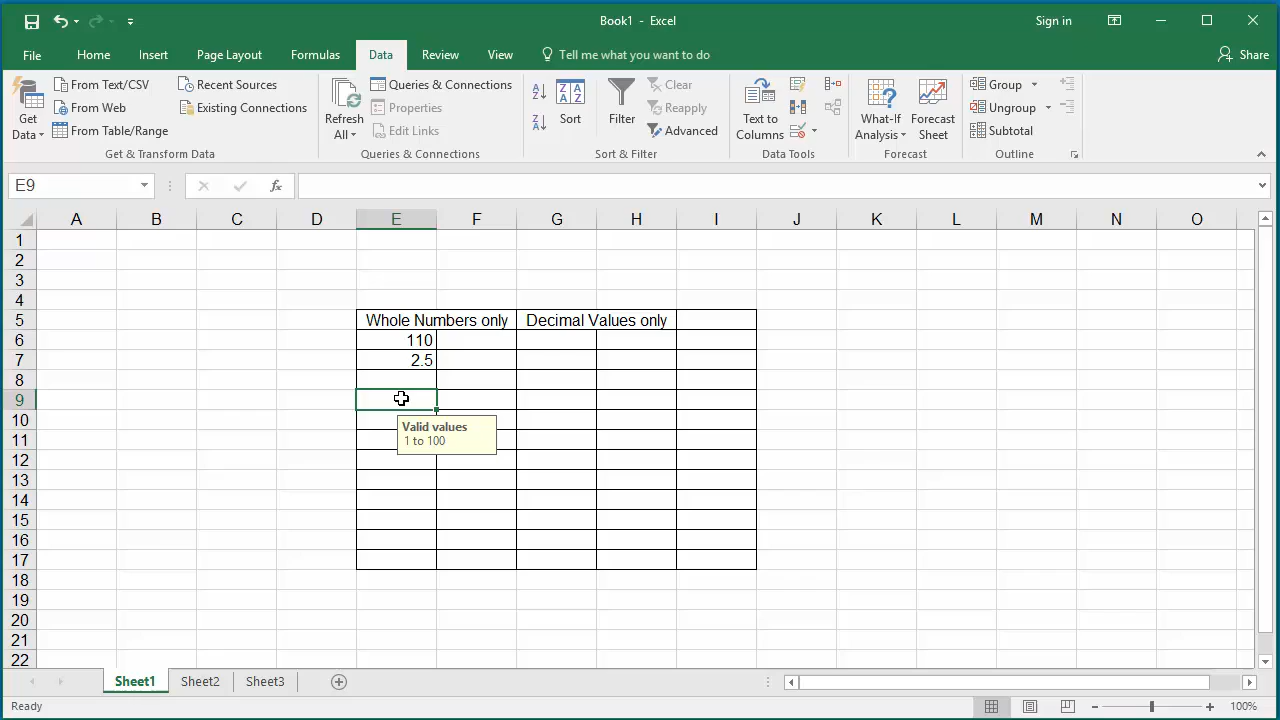 Book1 - Excel
Sign in
File Home Insert Page Layout Formulas Data Review View Tell me what you want to do Share
Get Data
From Text/CSV
From Web
From Table/Range
Recent Sources
Existing Connections
Get & Transform Data
Refresh All
Queries & Connections
Properties
Edit Links
Queries & Connections
Sort
Filter
Clear
Reapply
Advanced
Sort & Filter
Text to Columns
Data Tools
What-If Analysis
Forecast Sheet
Forecast
Group
Ungroup
Subtotal
Outline
E9
fx
A B C D E F G H I J K L M N O
1
2
3
4
5 Whole Numbers only Decimal Values only
6 110
7 2.5
8
9
10
11
12
13
14
15
16
17
18
19
20
21
22
Valid values
1 to 100
Sheet1 Sheet2 Sheet3
Ready
100%